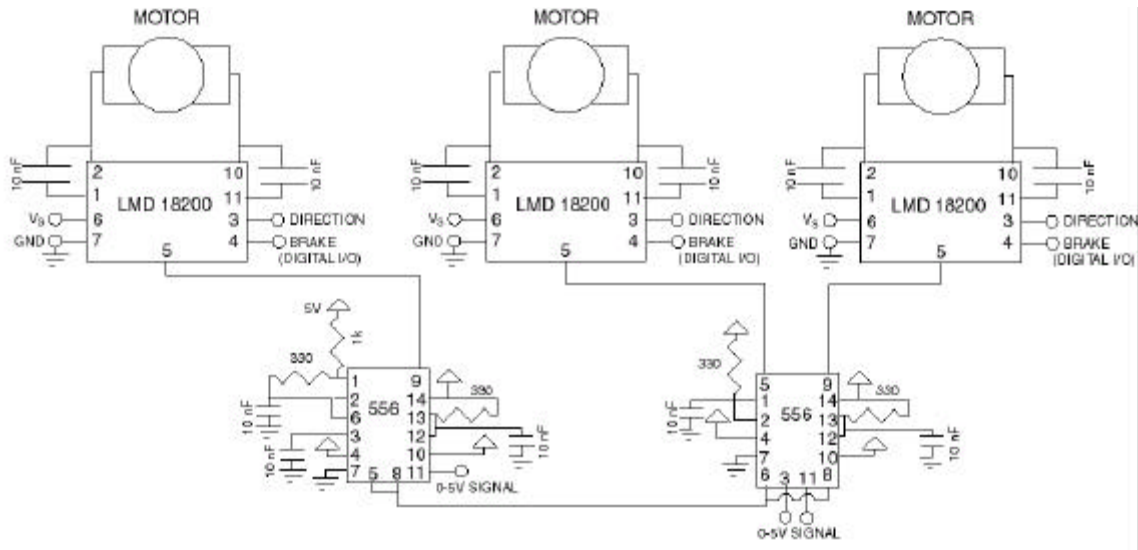 MOTOR MOTOR MOTOR
10 nF 2 10 10 nF 10 nF 2 10 10 nF 10 nF 2 10 10 nF
1 LMD 18200 11 1 LMD 18200 11 1 LMD 18200 11
VS 6 3 DIRECTION VS 6 3 DIRECTION VS 6 3 DIRECTION
GND 7 4 BRAKE GND 7 4 BRAKE GND 7 4 BRAKE
5 (DIGITAL I/O) 5 (DIGITAL I/O) 5 (DIGITAL I/O)
5V
1k
330
1 9
2 14 330
556
6 13
10 nF
3 12
10 nF
4 10
10 nF
7 5 8 11
0-5V SIGNAL
330
5 9
1 14 330
10 nF
556
2 13
4 12
10 nF
7 10
6 3 11 8
0-5V SIGNAL